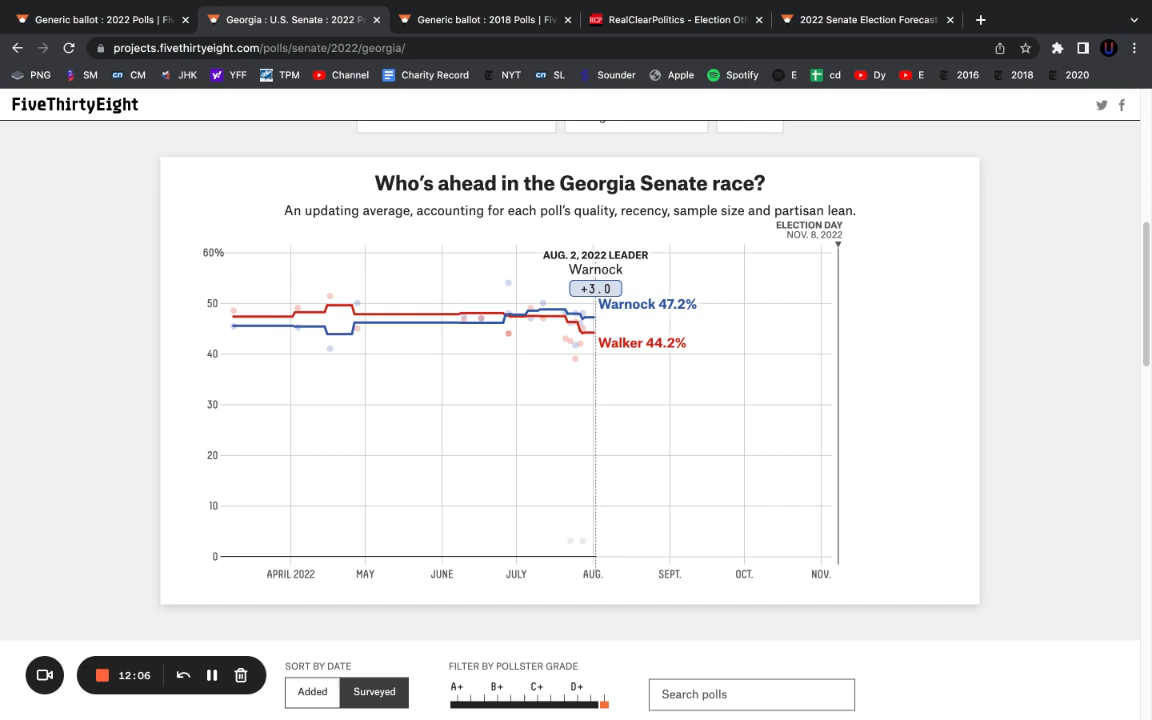 Generic ballot : 2022 Polls | Fiv
Georgia : U.S. Senate : 2022 P
Generic ballot : 2018 Polls | Fiv
RCP RealClearPolitics - Election Oth
2022 Senate Election Forecast
projects.fivethirtyeight.com/polls/senate/2022/georgia/
U
PNG SM cn CM JHK YFF TPM Channel Charity Record NYT cn SL Sounder Apple Spotify E cd Dy E 2016 2018 2020
FiveThirtyEight
Who's ahead in the Georgia Senate race?
An updating average, accounting for each poll's quality, recency, sample size and partisan lean.
ELECTION DAY
NOV. 8, 2022
AUG. 2, 2022 LEADER
Warnock
+3.0
Warnock 47.2%
Walker 44.2%
60%
50
40
30
20
10
0
APRIL 2022 MAY JUNE JULY AUG. SEPT. OCT. NOV.
12:06
SORT BY DATE
Added Surveyed
FILTER BY POLLSTER GRADE
A+ B+ C+ D+
Search polls